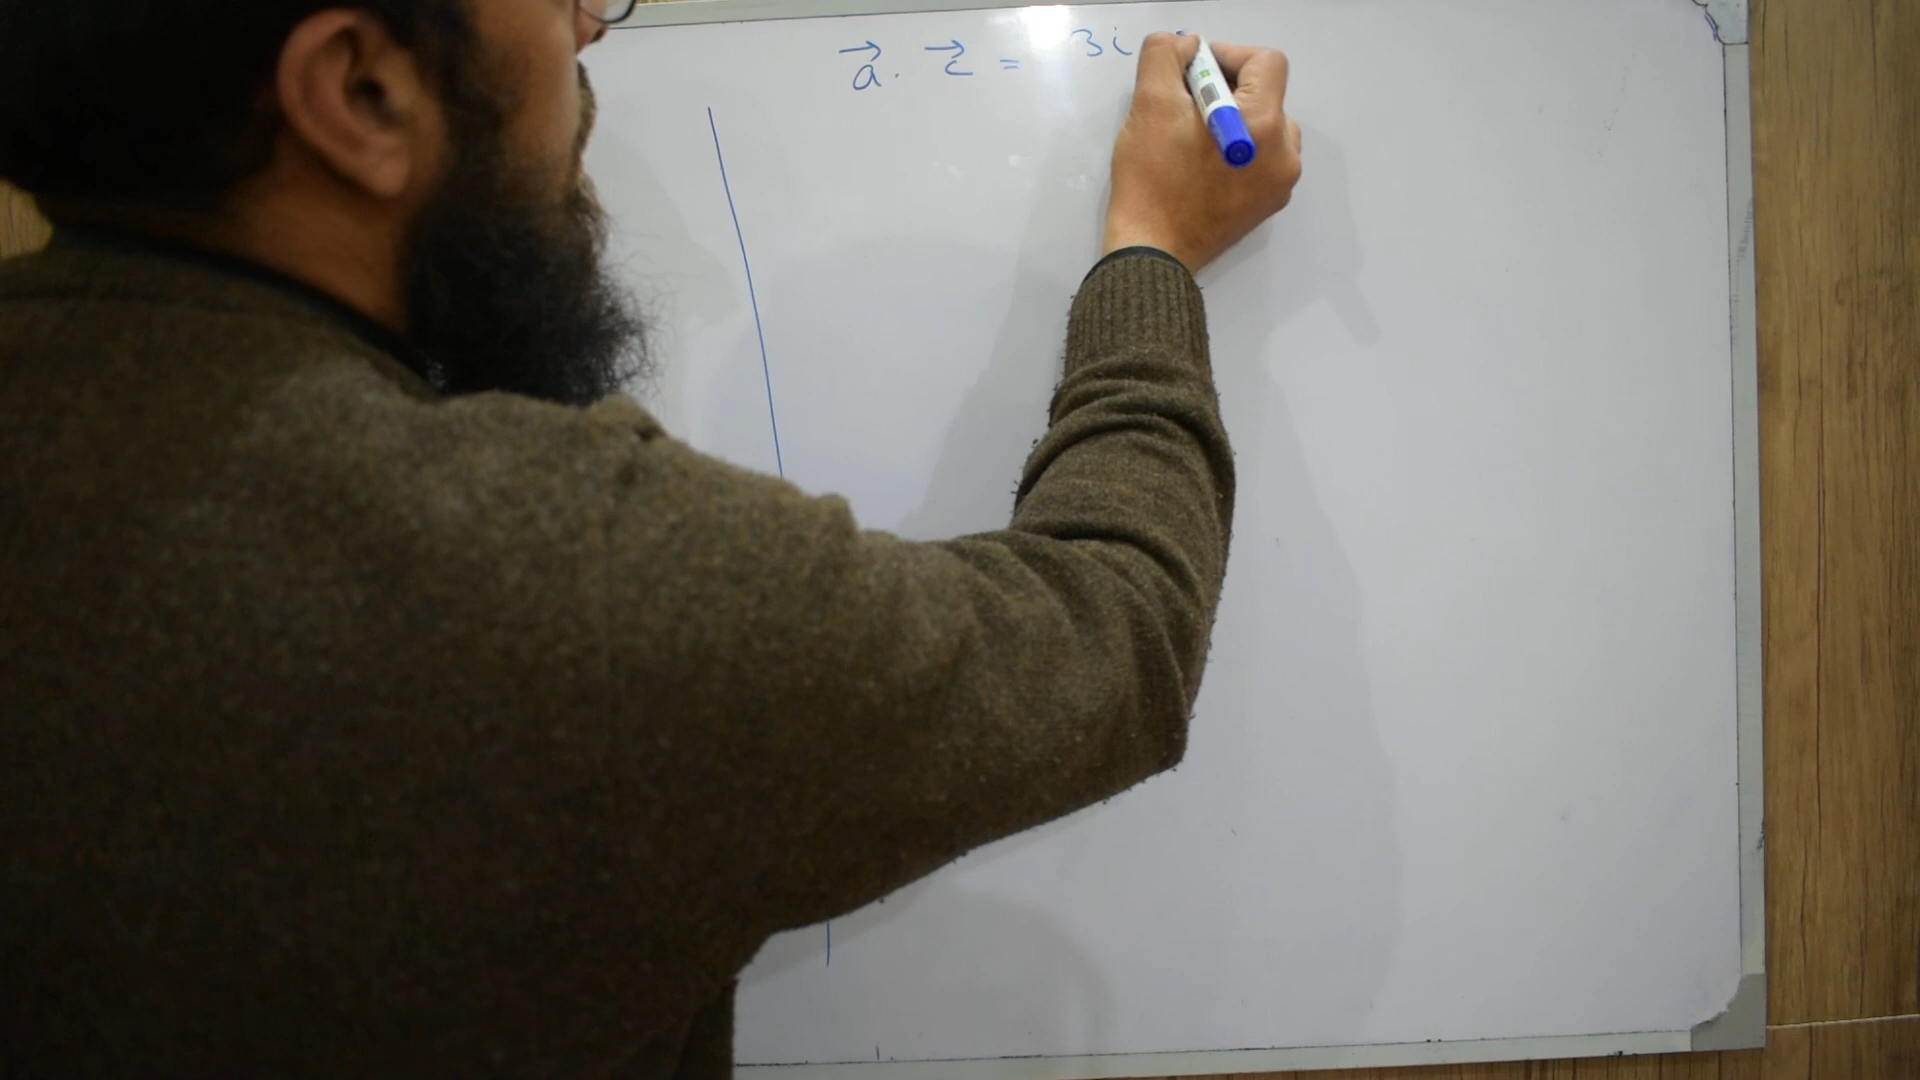 a⃗ . c⃗ = 3i